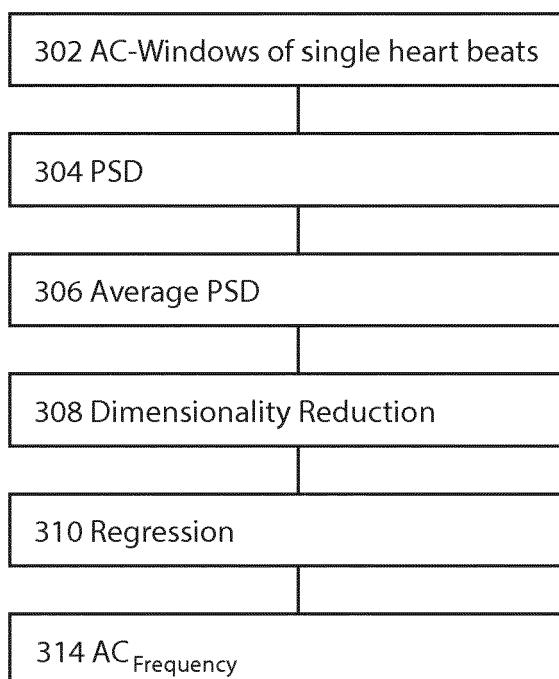 302 AC-Windows of single heart beats
304 PSD
306 Average PSD
308 Dimensionality Reduction
310 Regression
314 AC Frequency